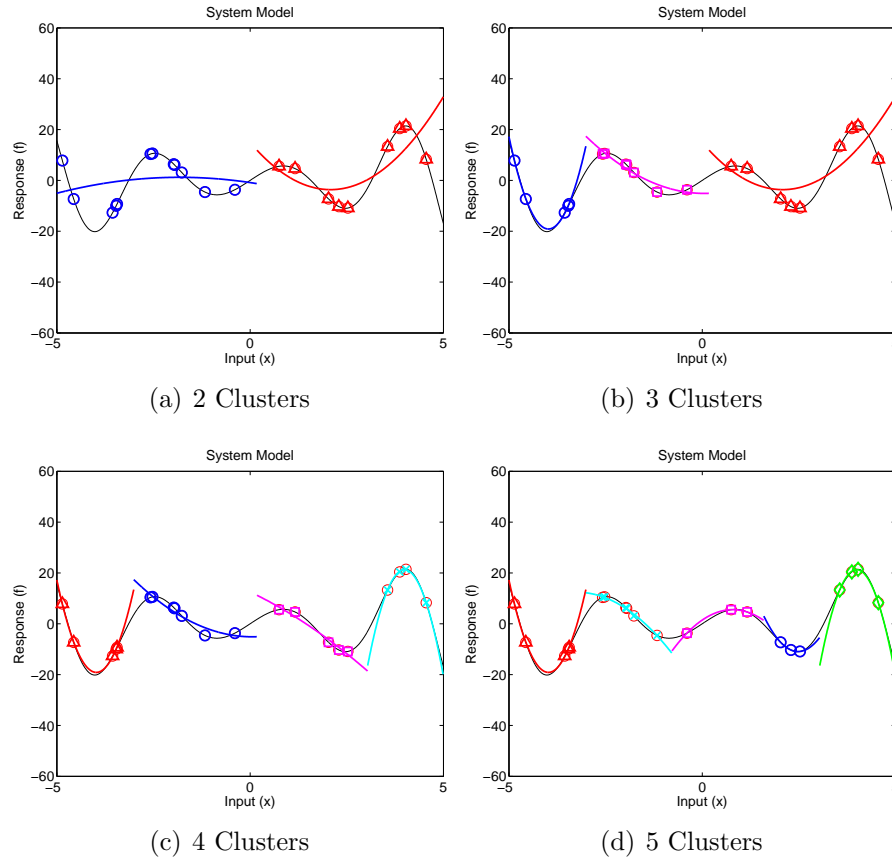 System Model
System Model
60
40
20
0
−20
−40
−60
Response (f)
−5
0
5
Input (x)
60
40
20
0
−20
−40
−60
Response (f)
−5
0
Input (x)
(a) 2 Clusters
(b) 3 Clusters
System Model
System Model
60
40
20
0
−20
−40
−60
Response (f)
−5
0
5
Input (x)
60
40
20
0
−20
−40
−60
Response (f)
−5
0
Input (x)
(c) 4 Clusters
(d) 5 Clusters